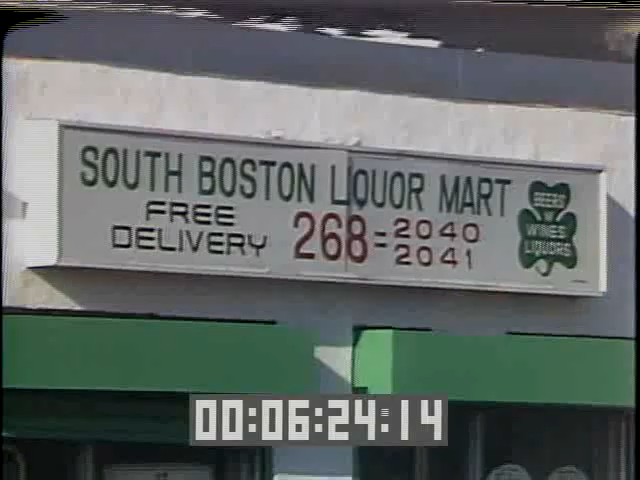 SOUTH BOSTON LIQUOR MART
FREE DELIVERY
268-2040
2041
BEERS
WINES
LIQUORS
00:06:24:14